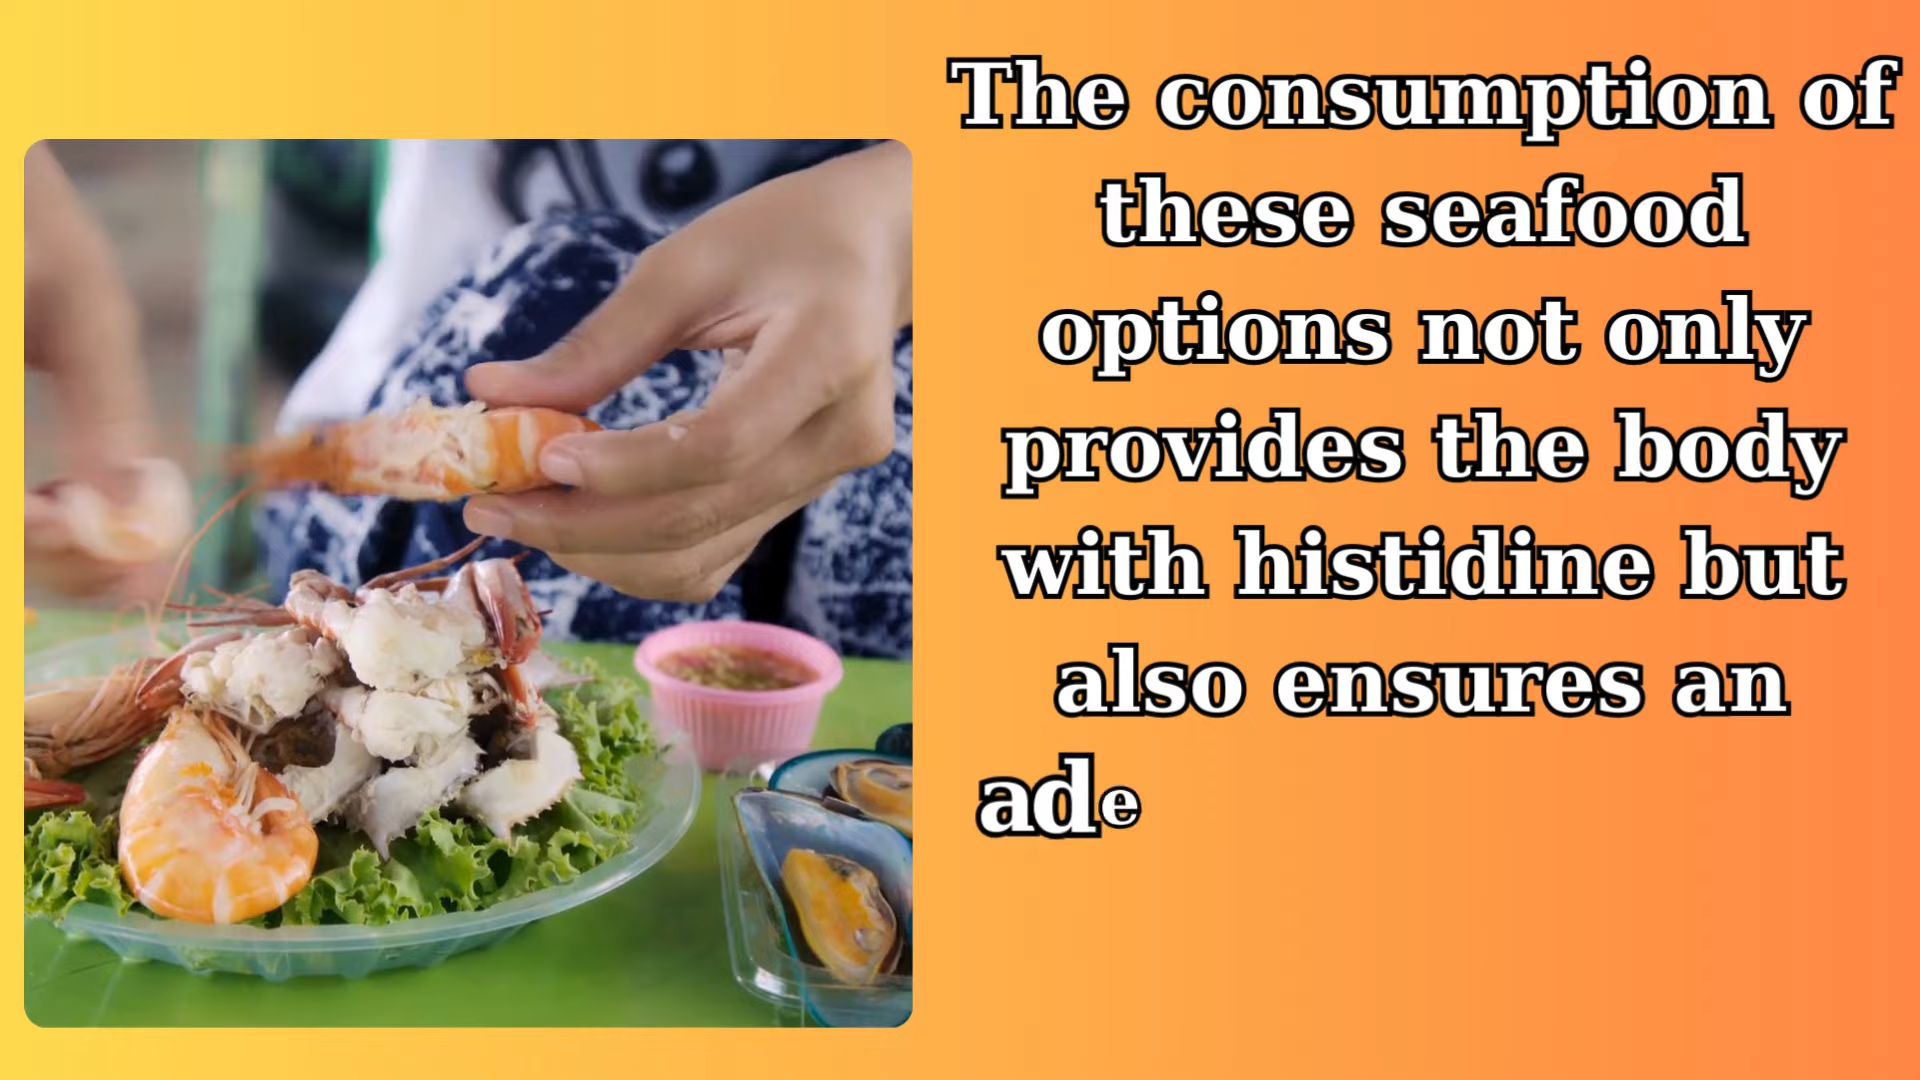 The consumption of
these seafood
options not only
provides the body
with histidine but
also ensures an
ade